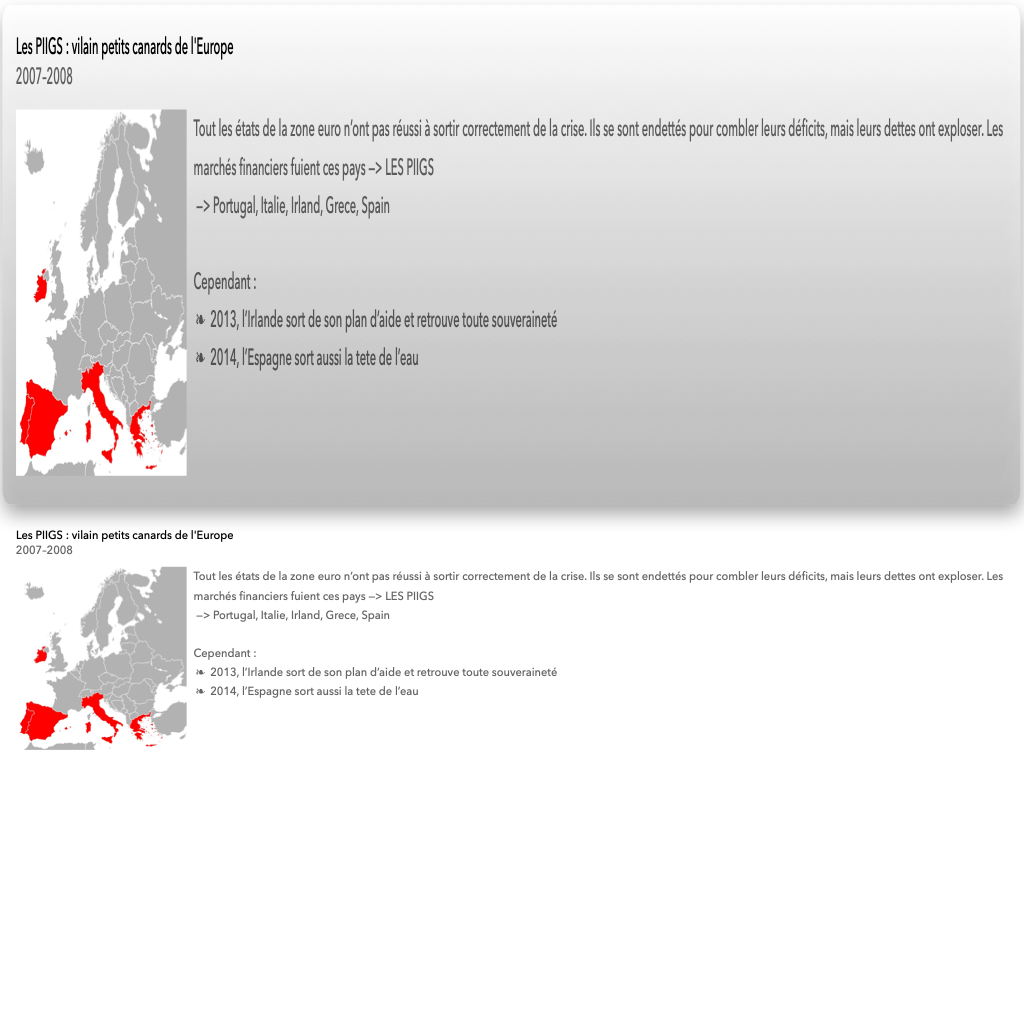 Les PIIGS : vilain petits canards de l'Europe
2007-2008
Tout les états de la zone euro n’ont pas réussi à sortir correctement de la crise. Ils se sont endettés pour combler leurs déficits, mais leurs dettes ont exploser. Les
marchés financiers fuient ces pays —> LES PIIGS
—> Portugal, Italie, Irland, Grece, Spain
Cependant :
❧ 2013, l’Irlande sort de son plan d’aide et retrouve toute souveraineté
❧ 2014, l’Espagne sort aussi la tete de l’eau
Les PIIGS : vilain petits canards de l'Europe
2007-2008
Tout les états de la zone euro n’ont pas réussi à sortir correctement de la crise. Ils se sont endettés pour combler leurs déficits, mais leurs dettes ont exploser. Les
marchés financiers fuient ces pays —> LES PIIGS
—> Portugal, Italie, Irland, Grece, Spain
Cependant :
❧ 2013, l’Irlande sort de son plan d’aide et retrouve toute souveraineté
❧ 2014, l’Espagne sort aussi la tete de l’eau